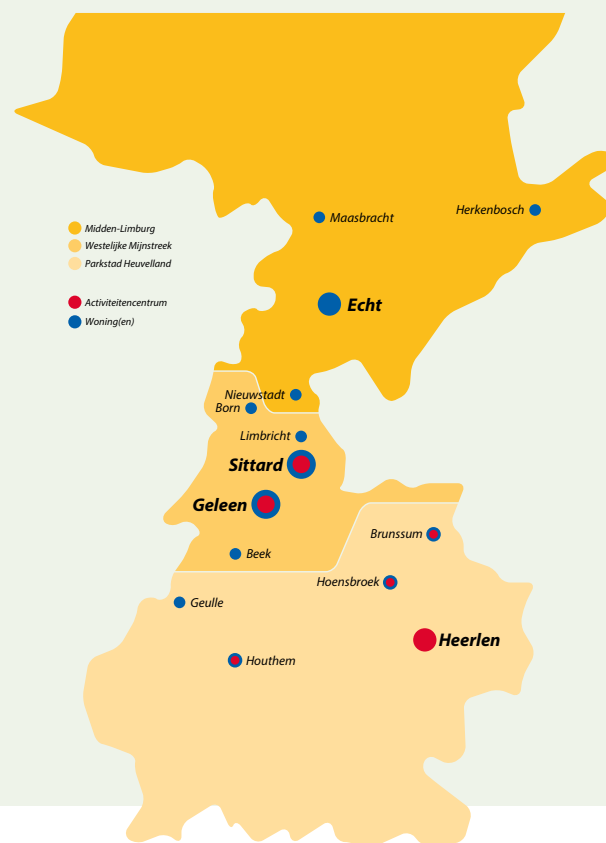 Herkenbosch
Maasbracht
Midden-Limburg
Westelijke Mijnstreek
Parkstad Heuvelland
Activiteitencentrum
Woning(en)
Echt
Nieuwstadt
Born
Limbricht
Sittard
Geleen
Brunssum
Beek
Hoensbroek
Geulle
Heerlen
Houthem